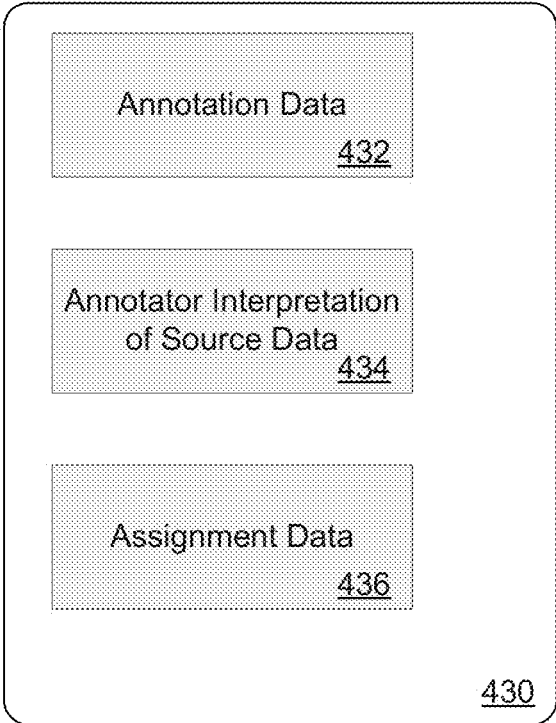 Annotation Data
432
Annotator Interpretation
of Source Data
434
Assignment Data
436
430